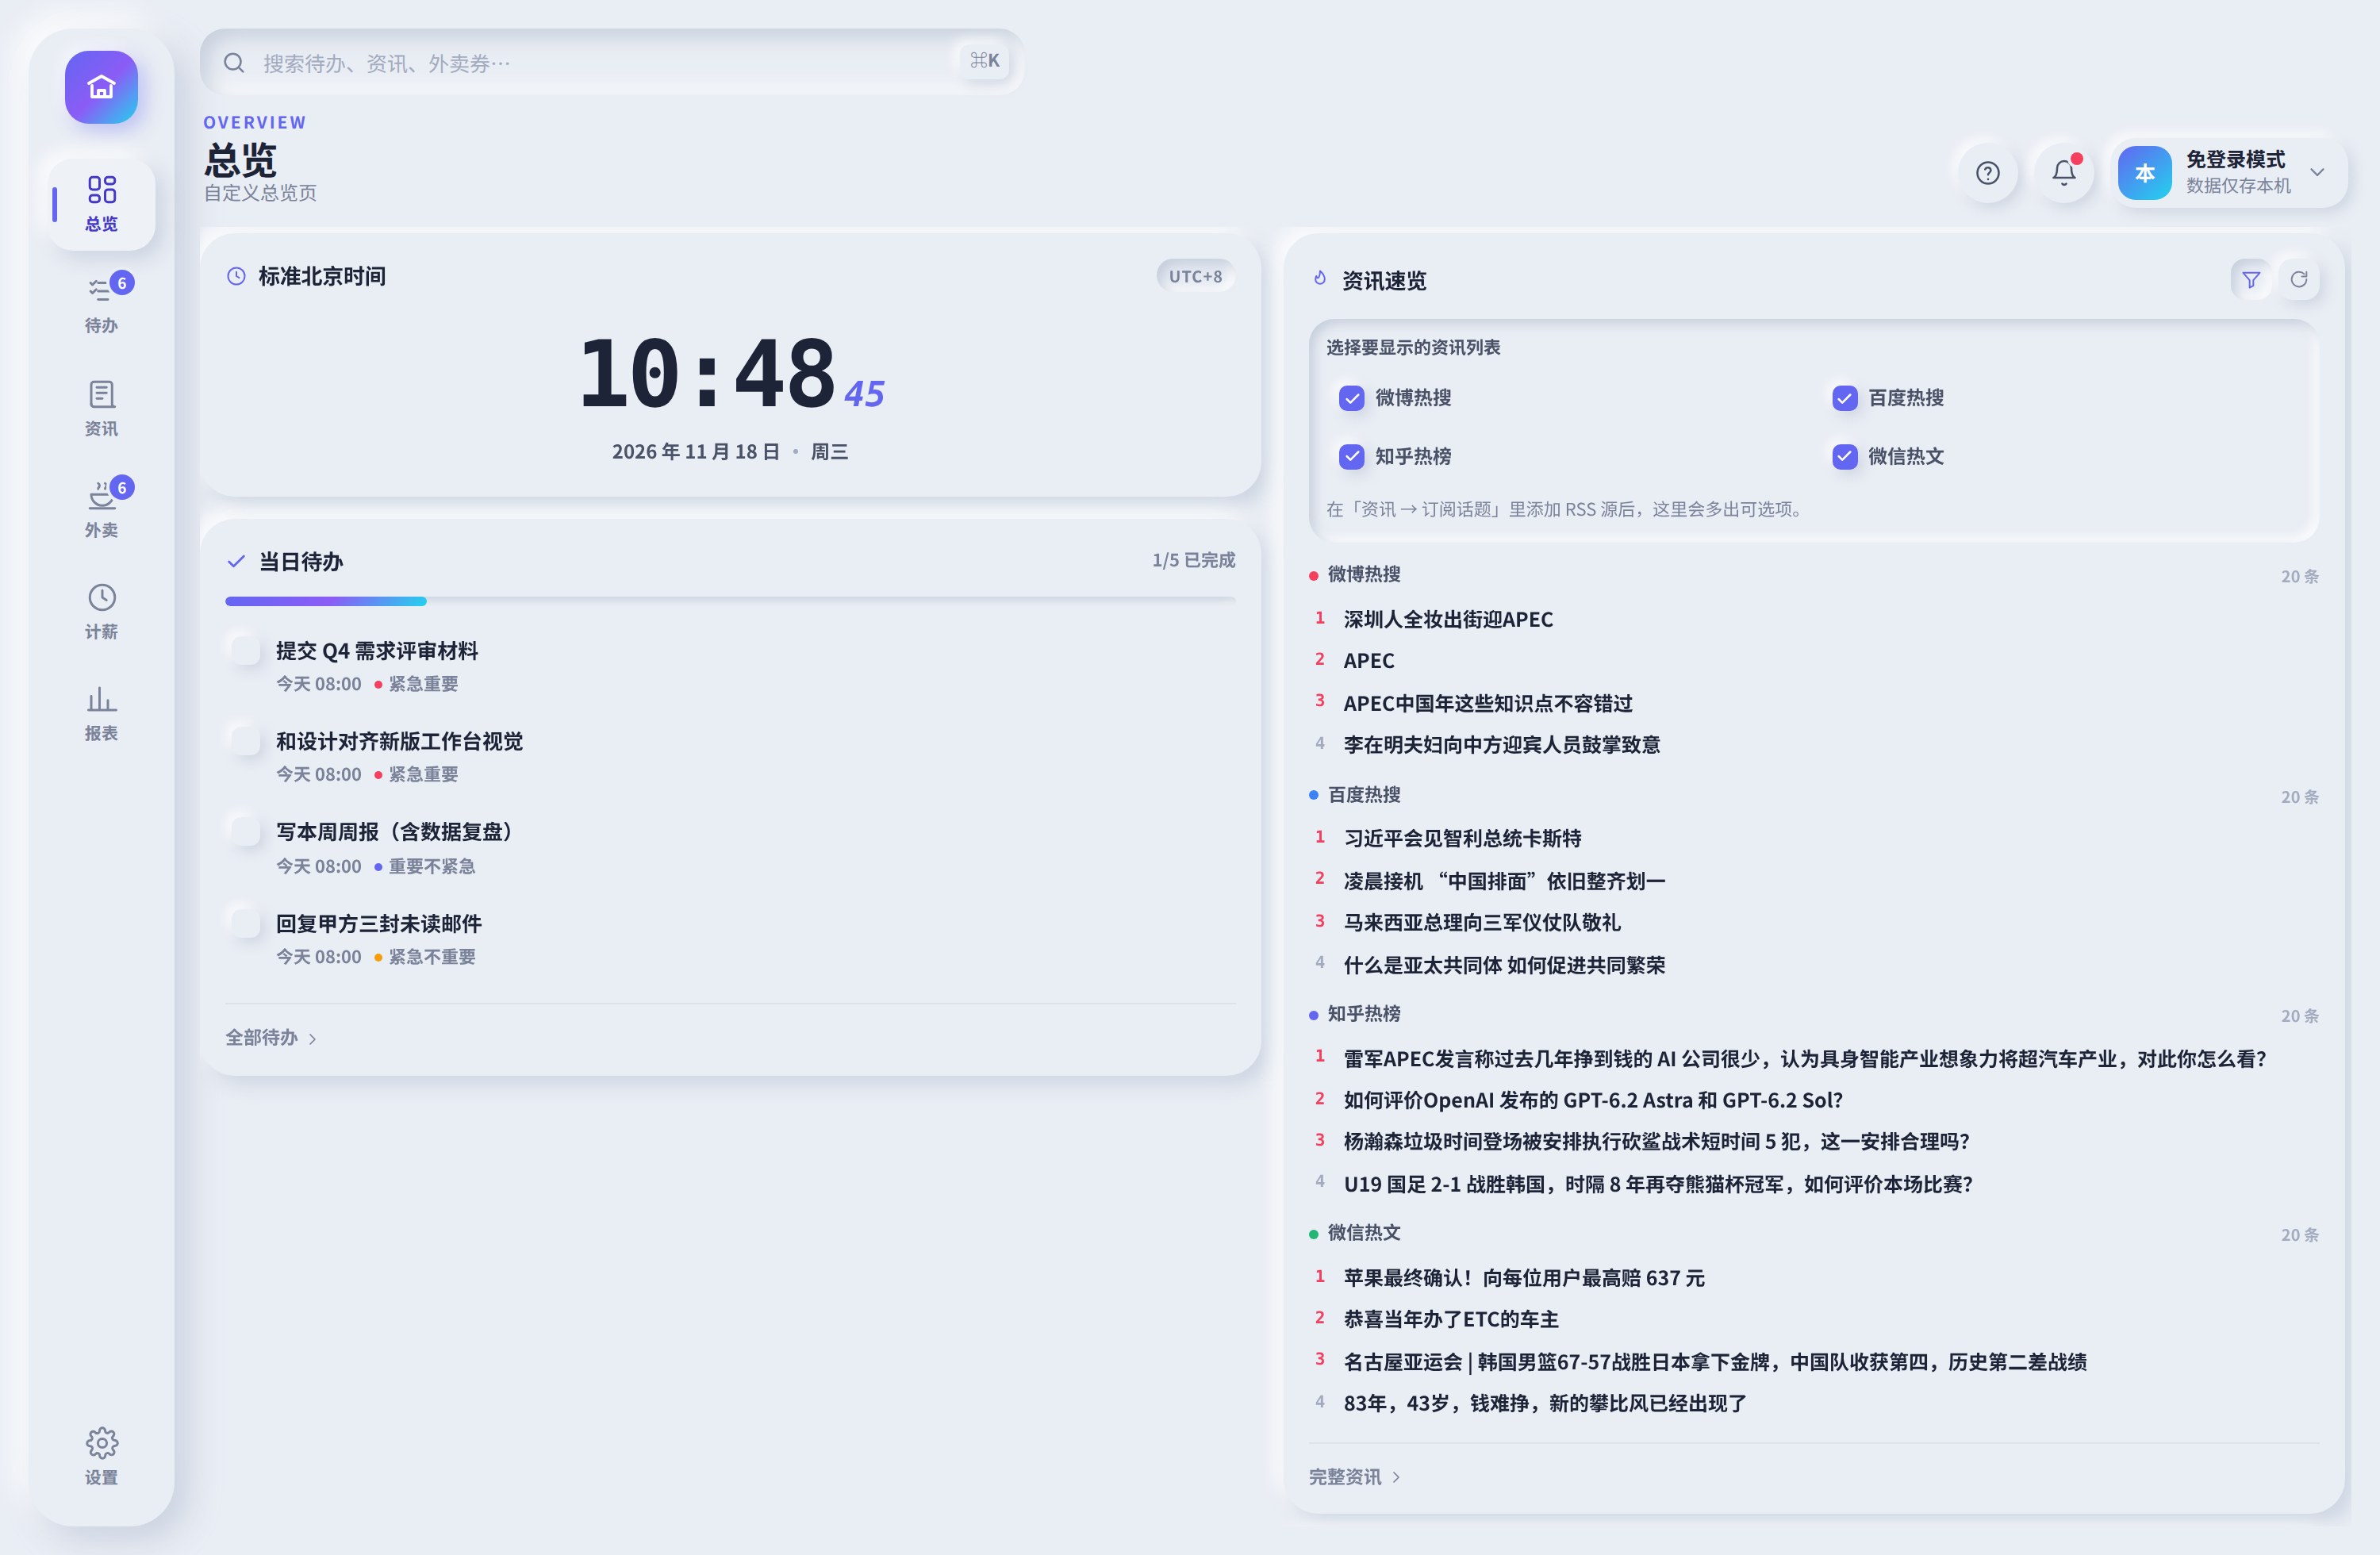 搜索待办、资讯、外卖券…
⌘K
OVERVIEW
总览
自定义总览页
免登录模式
数据仅存本机
本
总览
6
待办
资讯
6
外卖
计薪
报表
设置
标准北京时间
UTC+8
10:48 45
2026 年 11 月 18 日 • 周三
当日待办
1/5 已完成
提交 Q4 需求评审材料
今天 08:00 紧急重要
和设计对齐新版工作台视觉
今天 08:00 紧急重要
写本周周报（含数据复盘）
今天 08:00 重要不紧急
回复甲方三封未读邮件
今天 08:00 紧急不重要
全部待办
资讯速览
选择要显示的资讯列表
微博热搜
百度热搜
知乎热榜
微信热文
在「资讯 → 订阅话题」里添加 RSS 源后，这里会多出可选项。
微博热搜 20 条
1 深圳人全妆出街迎APEC
2 APEC
3 APEC中国年这些知识点不容错过
4 李在明夫妇向中方迎宾人员鼓掌致意
百度热搜 20 条
1 习近平会见智利总统卡斯特
2 凌晨接机 “中国排面”依旧整齐划一
3 马来西亚总理向三军仪仗队敬礼
4 什么是亚太共同体 如何促进共同繁荣
知乎热榜 20 条
1 雷军APEC发言称过去几年挣到钱的 AI 公司很少，认为具身智能产业想象力将超汽车产业，对此你怎么看？
2 如何评价OpenAI 发布的 GPT-6.2 Astra 和 GPT-6.2 Sol？
3 杨瀚森垃圾时间登场被安排执行砍鲨战术短时间 5 犯，这一安排合理吗？
4 U19 国足 2-1 战胜韩国，时隔 8 年再夺熊猫杯冠军，如何评价本场比赛？
微信热文 20 条
1 苹果最终确认！向每位用户最高赔 637 元
2 恭喜当年办了ETC的车主
3 名古屋亚运会 | 韩国男篮67-57战胜日本拿下金牌，中国队收获第四，历史第二差战绩
4 83年，43岁，钱难挣，新的攀比风已经出现了
完整资讯